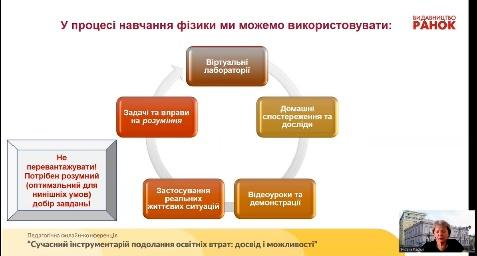 У процесі навчання фізики ми можемо використовувати:
ВИДАВНИЦТВО
РАНОК
Віртуальні
лабораторії
Домашні
спостереження та
досліди
Відеоуроки та
демонстрації
Застосування
реальних
життєвих ситуацій
Задачі та вправи
на розуміння
Не
перевантажувати!
Потрібен розумний
(оптимальний для
нинішніх умов)
добір завдань!
Педагогічна онлайн-конференція
"Сучасний інструментарій подолання освітніх втрат: досвід і можливості"